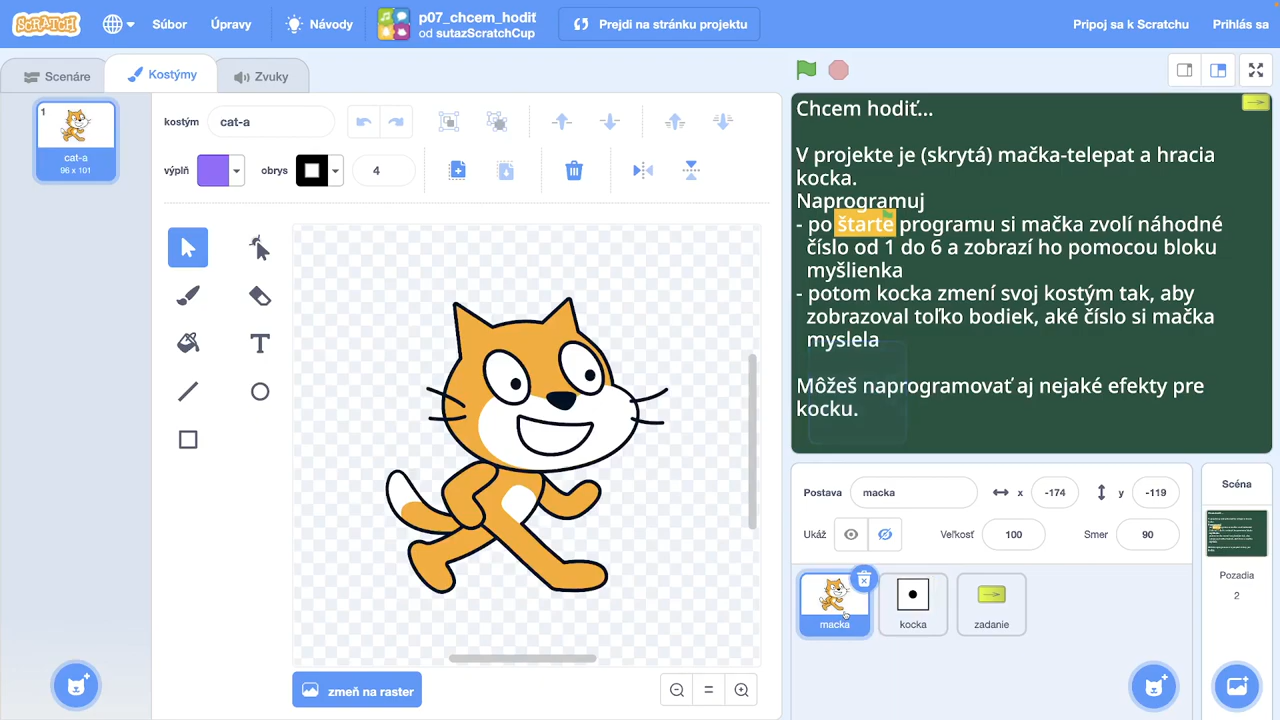 SCRATCH
Súbor
Úpravy
Návody
p07_chcem_hodiť
od sutazScratchCup
Prejdi na stránku projektu
Pripoj sa k Scratchu
Prihlás sa
Scenáre
Kostýmy
Zvuky
1
cat-a
96 x 101
kostým
cat-a
výplň
obrys
4
zmeň na raster
Chcem hodiť...
V projekte je (skrytá) mačka-telepat a hracia
kocka.
Naprogramuj
- po štarte programu si mačka zvolí náhodné
číslo od 1 do 6 a zobrazí ho pomocou bloku
myšlienka
- potom kocka zmení svoj kostým tak, aby
zobrazoval toľko bodiek, aké číslo si mačka
myslela
Môžeš naprogramovať aj nejaké efekty pre
kocku.
Postava
macka
x
-174
y
-119
Ukáž
Veľkosť
100
Smer
90
macka
kocka
zadanie
Scéna
Pozadia
2